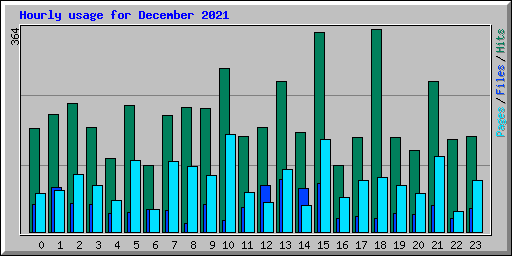 Hourly usage for December 2021
364
Pages/Files/Hits
0 1 2 3 4 5 6 7 8 9 10 11 12 13 14 15 16 17 18 19 20 21 22 23